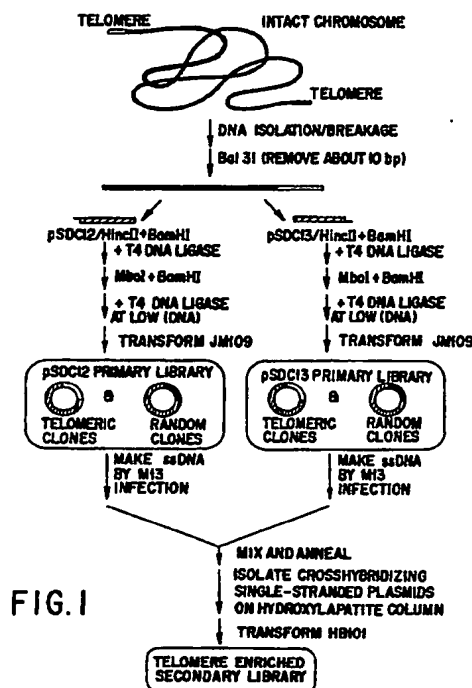 TELOMERE
INTACT CHROMOSOME
TELOMERE
DNA ISOLATION/BREAKAGE
Bal 31 (REMOVE ABOUT 10 bp)
pSDC12/HincII+BamHI
+ T4 DNA LIGASE
MboI+BamHI
+ T4 DNA LIGASE
AT LOW (DNA)
TRANSFORM JM109
pSDC13/HincII+BamHI
+ T4 DNA LIGASE
MboI+BamHI
+ T4 DNA LIGASE
AT LOW (DNA)
TRANSFORM JM109
pSDC12 PRIMARY LIBRARY
&
TELOMERIC CLONES
RANDOM CLONES
pSDC13 PRIMARY LIBRARY
&
TELOMERIC CLONES
RANDOM CLONES
MAKE ssDNA
BY M13
INFECTION
MAKE ssDNA
BY M13
INFECTION
MIX AND ANNEAL
ISOLATE CROSSHYBRIDIZING
SINGLE-STRANDED PLASMIDS
ON HYDROXYLAPATITE COLUMN
TRANSFORM HB101
TELOMERE ENRICHED
SECONDARY LIBRARY
FIG.1